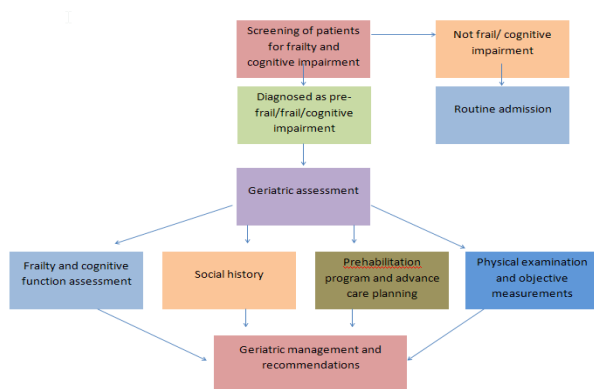 Screening of patients
for frailty and
cognitive impairment
Not frail/ cognitive
impairment
Diagnosed as pre-
frail/frail/cognitive
impairment
Routine admission
Geriatric assessment
Frailty and cognitive
function assessment
Social history
Prehabilitation
program and advance
care planning
Physical examination
and objective
measurements
Geriatric management and
recommendations